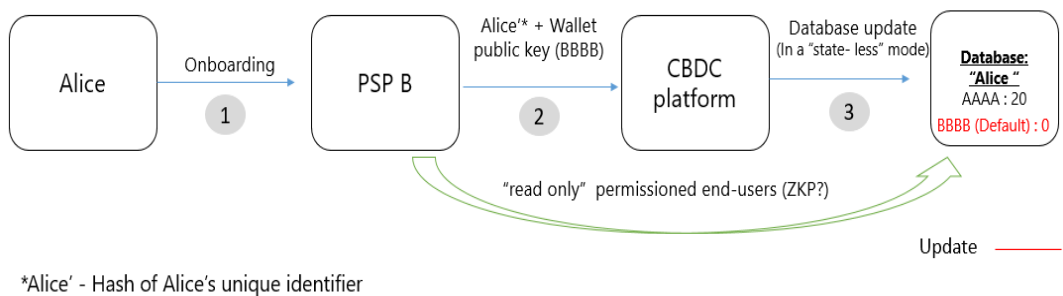 Alice
Onboarding
1
PSP B
Alice'* + Wallet
public key (BBBB)
2
CBDC
platform
Database update
(In a “state- less” mode)
3
Database:
“Alice “
AAAA : 20
BBBB (Default) : 0
“read only” permissioned end-users (ZKP?)
Update
*Alice’ - Hash of Alice’s unique identifier